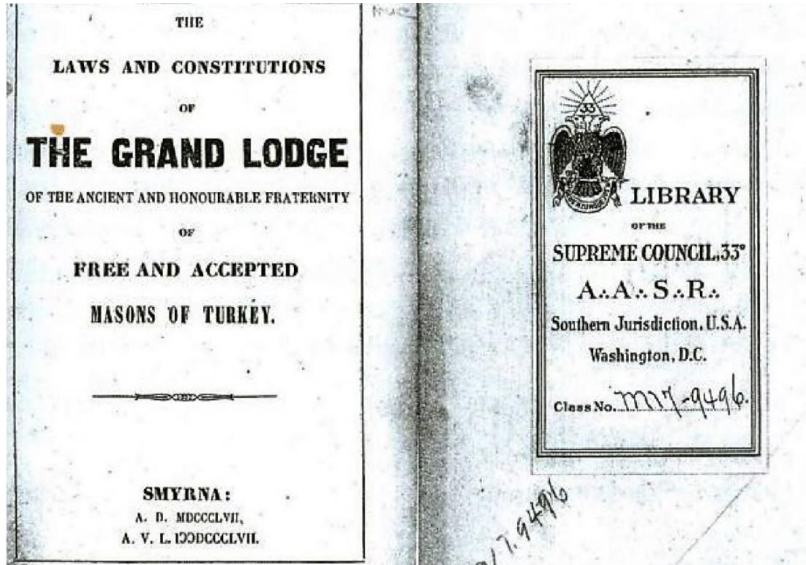 THE
LAWS AND CONSTITUTIONS
OF
THE GRAND LODGE
OF THE ANCIENT AND HONOURABLE FRATERNITY
OF
FREE AND ACCEPTED
MASONS OF TURKEY.
SMYRNA:
A. D. MDCCCLVII,
A. V. L. IƆƆDCCCLVII.
33
LIBRARY
OF THE
SUPREME COUNCIL,33°
A∴A∴S∴R∴
Southern Jurisdiction, U.S.A.
Washington, D.C.
Class No. M17-9496.
17.9496